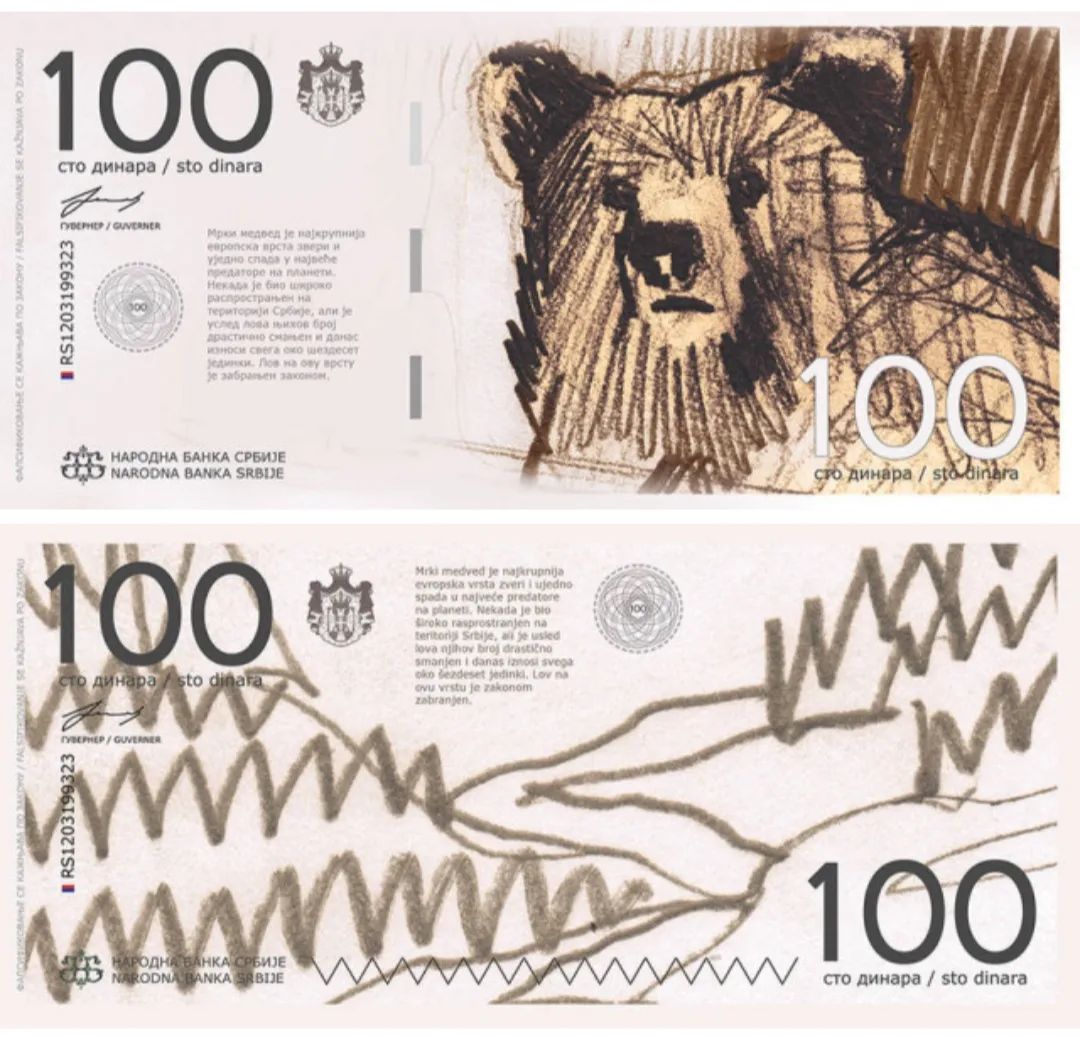 ФАЛСИФИКОВАЊЕ СЕ КАЖЊАВА ПО ЗАКОНУ / FALSIFIKOVANJE SE KAŽNJAVA PO ZAKONU
100
сто динара / sto dinara
ГУВЕРНЕР / GUVERNER
RS1203199323
100
Мрки медвед је најкрупнија
европска врста звери и
уједно спада у највеће
предаторе на планети.
Некада је био широко
распрострањен на
територији Србије, али је
услед лова њихов број
драстично смањен и данас
износи свега око шездесет
јединки. Лов на ову врсту
је забрањен законом.
НАРОДНА БАНКА СРБИЈЕ
NARODNA BANKA SRBIJE
100
сто динара / sto dinara
ФАЛСИФИКОВАЊЕ СЕ КАЖЊАВА ПО ЗАКОНУ / FALSIFIKOVANJE SE KAŽNJAVA PO ZAKONU
100
сто динара / sto dinara
ГУВЕРНЕР / GUVERNER
RS1203199323
Mrki medved je najkrupnija
evropska vrsta zveri i ujedno
spada u najveće predatore
na planeti. Nekada je bio
široko rasprostranjen na
teritoriji Srbije, ali je usled
lova njihov broj drastično
smanjen i danas iznosi svega
oko šezdeset jedinki. Lov na
ovu vrstu je zakonom
zabranjen.
100
НАРОДНА БАНКА СРБИЈЕ
NARODNA BANKA SRBIJE
100
сто динара / sto dinara